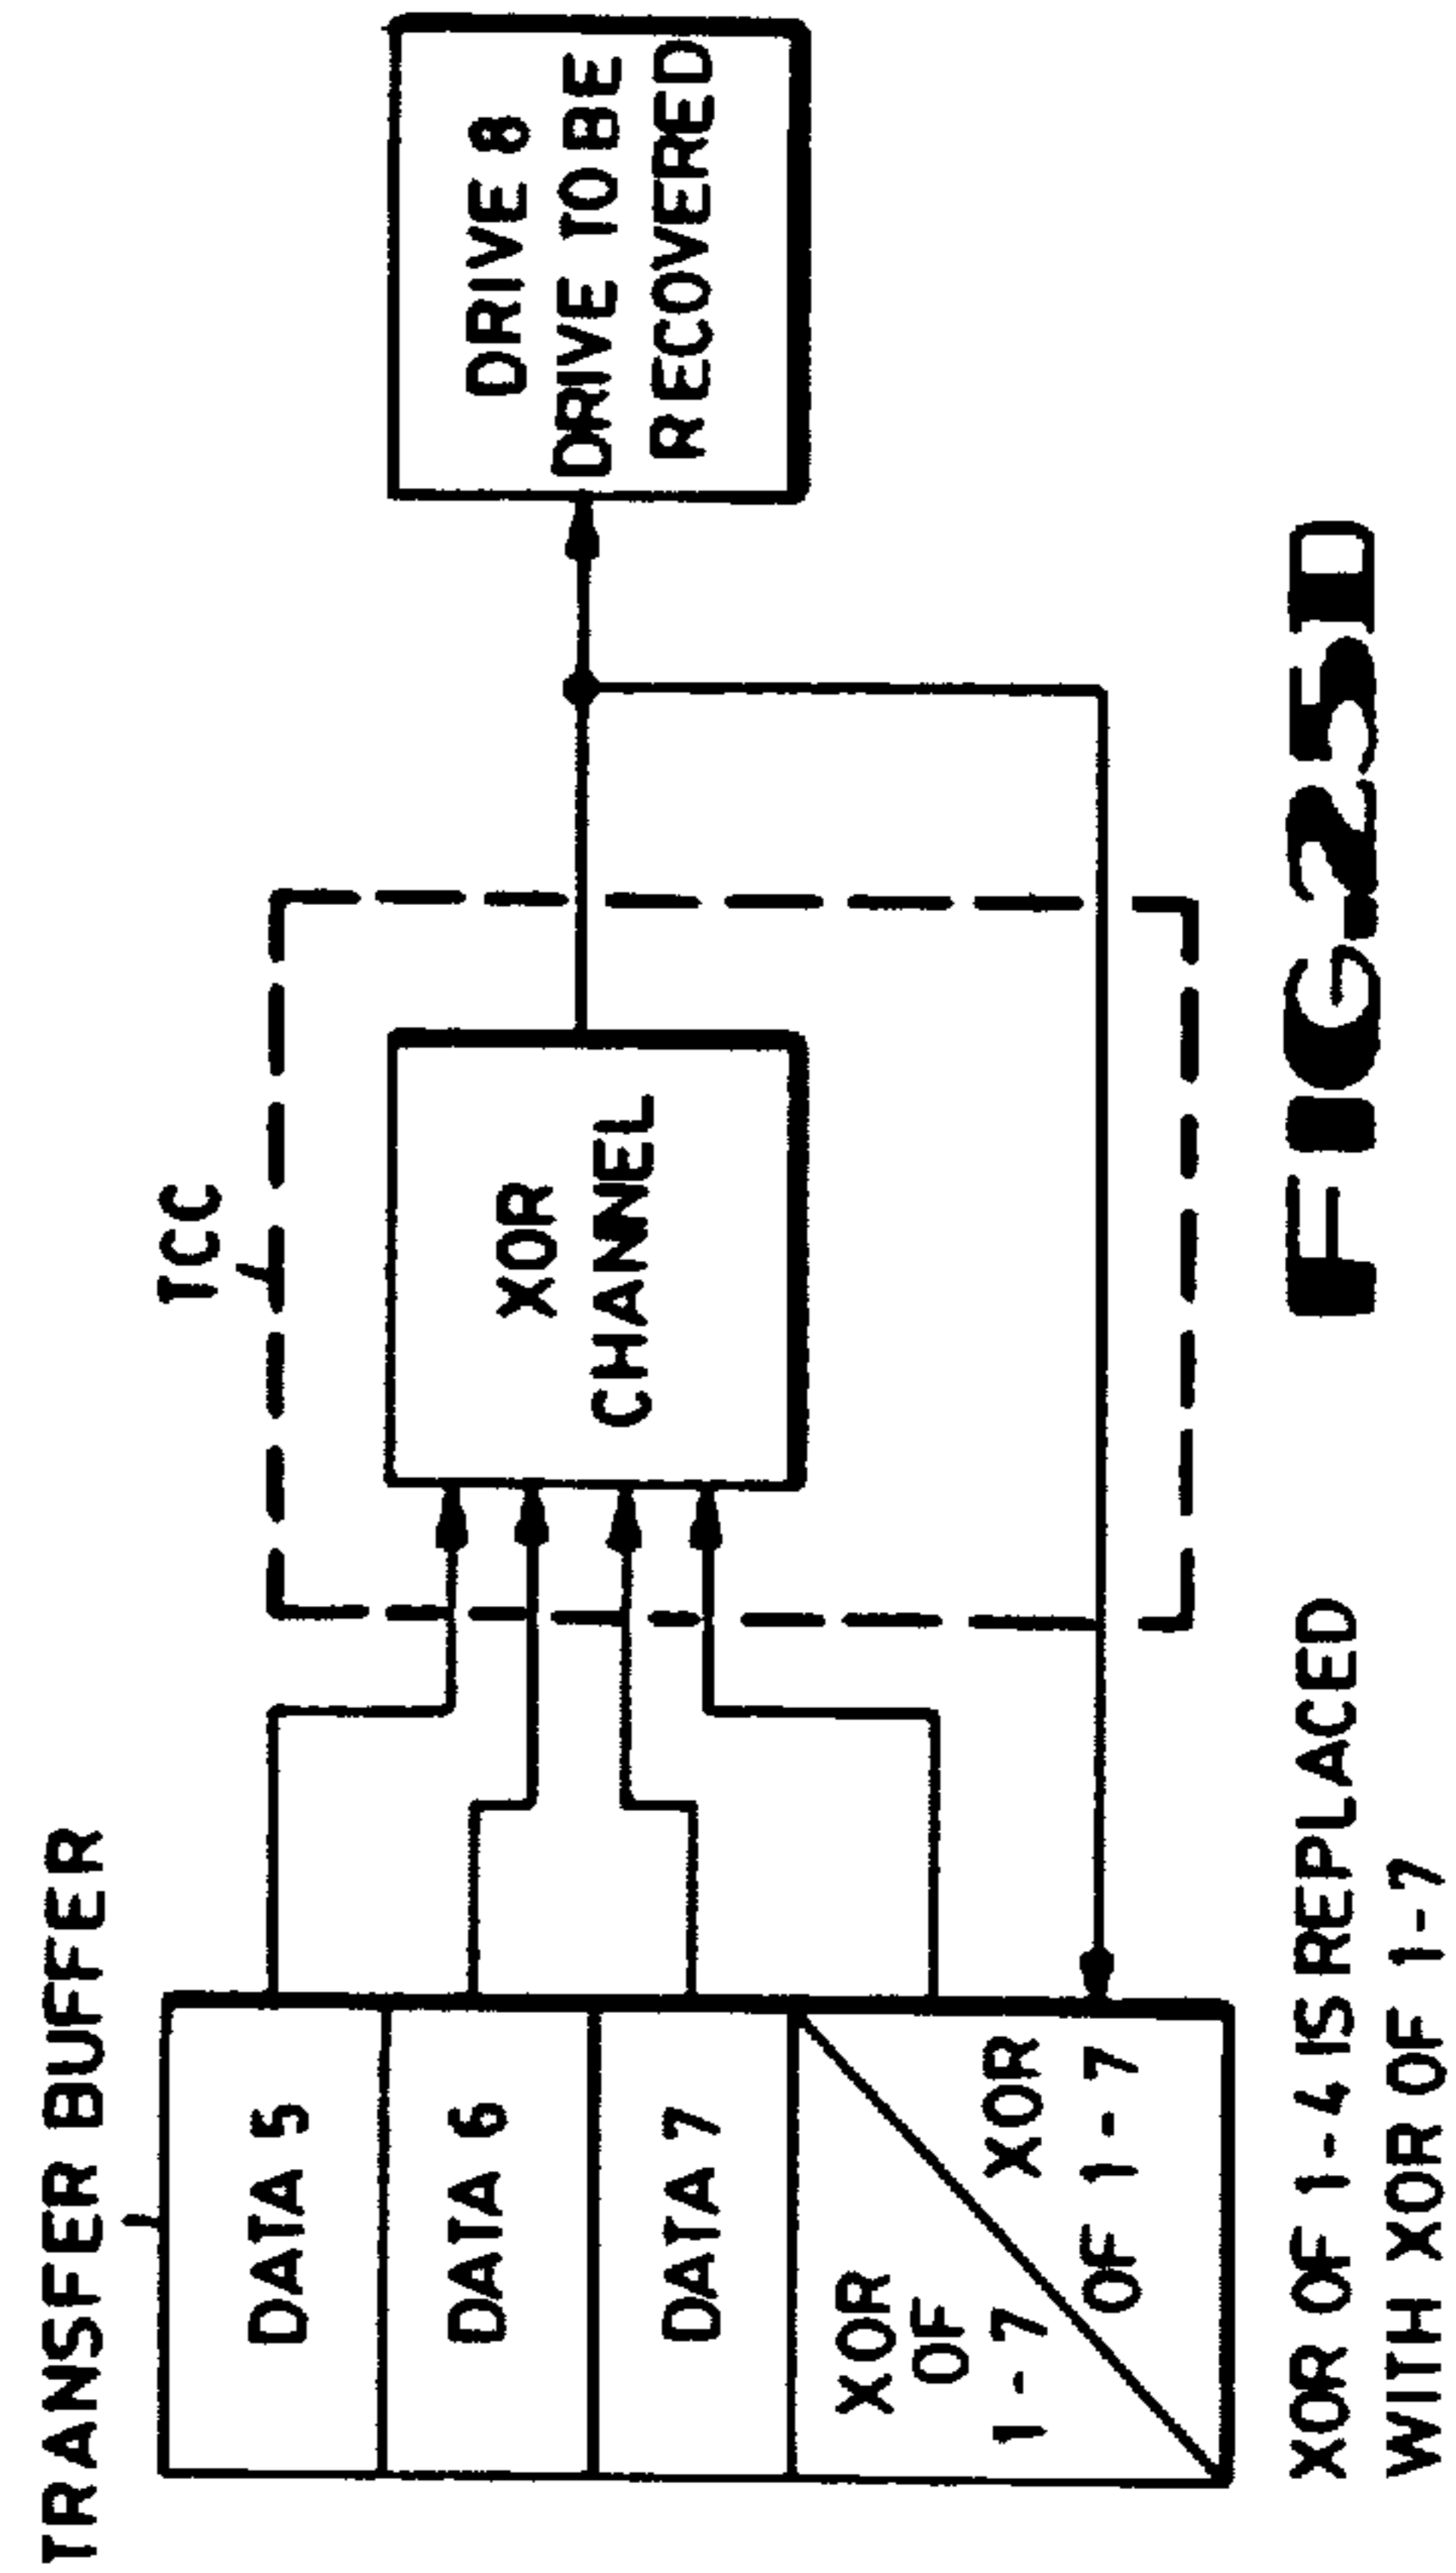 TRANSFER BUFFER
DATA 5
DATA 6
DATA 7
XOR
OF
1-7
XOR
OF 1-7
TCC
XOR
CHANNEL
DRIVE 8
DRIVE TO BE
RECOVERED
XOR OF 1-4 IS REPLACED
WITH XOR OF 1-7
FIG.25D